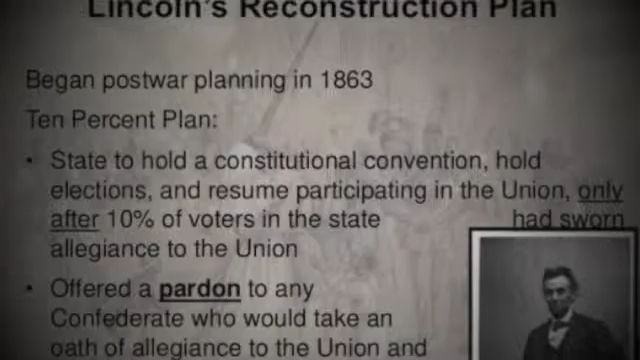 Lincoln's Reconstruction Plan
Began postwar planning in 1863
Ten Percent Plan:
• State to hold a constitutional convention, hold
elections, and resume participating in the Union, only
after 10% of voters in the state had sworn
allegiance to the Union
• Offered a pardon to any
Confederate who would take an
oath of allegiance to the Union and